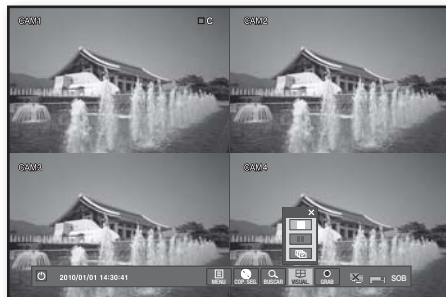 CAM1
C
CAM2
CAM3
CAM4
2010/01/01 14:30:41
MENU
COP. SEG.
BUSCAR
VISUAL.
GRAB
SOB